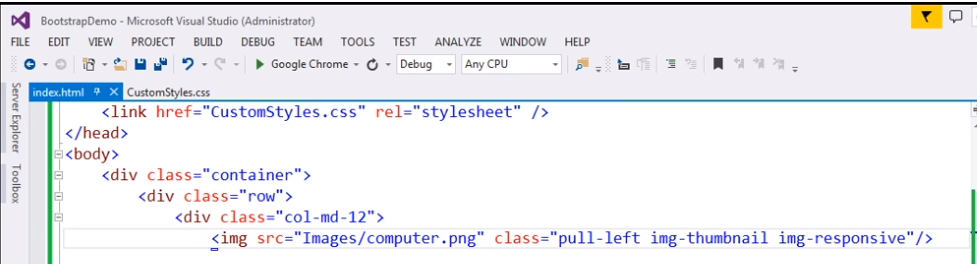 BootstrapDemo - Microsoft Visual Studio (Administrator)
FILE EDIT VIEW PROJECT BUILD DEBUG TEAM TOOLS TEST ANALYZE WINDOW HELP
Google Chrome Debug Any CPU
index.html CustomStyles.css
Server Explorer
Toolbox
<link href="CustomStyles.css" rel="stylesheet" />
</head>
<body>
<div class="container">
<div class="row">
<div class="col-md-12">
<img src="Images/computer.png" class="pull-left img-thumbnail img-responsive"/>